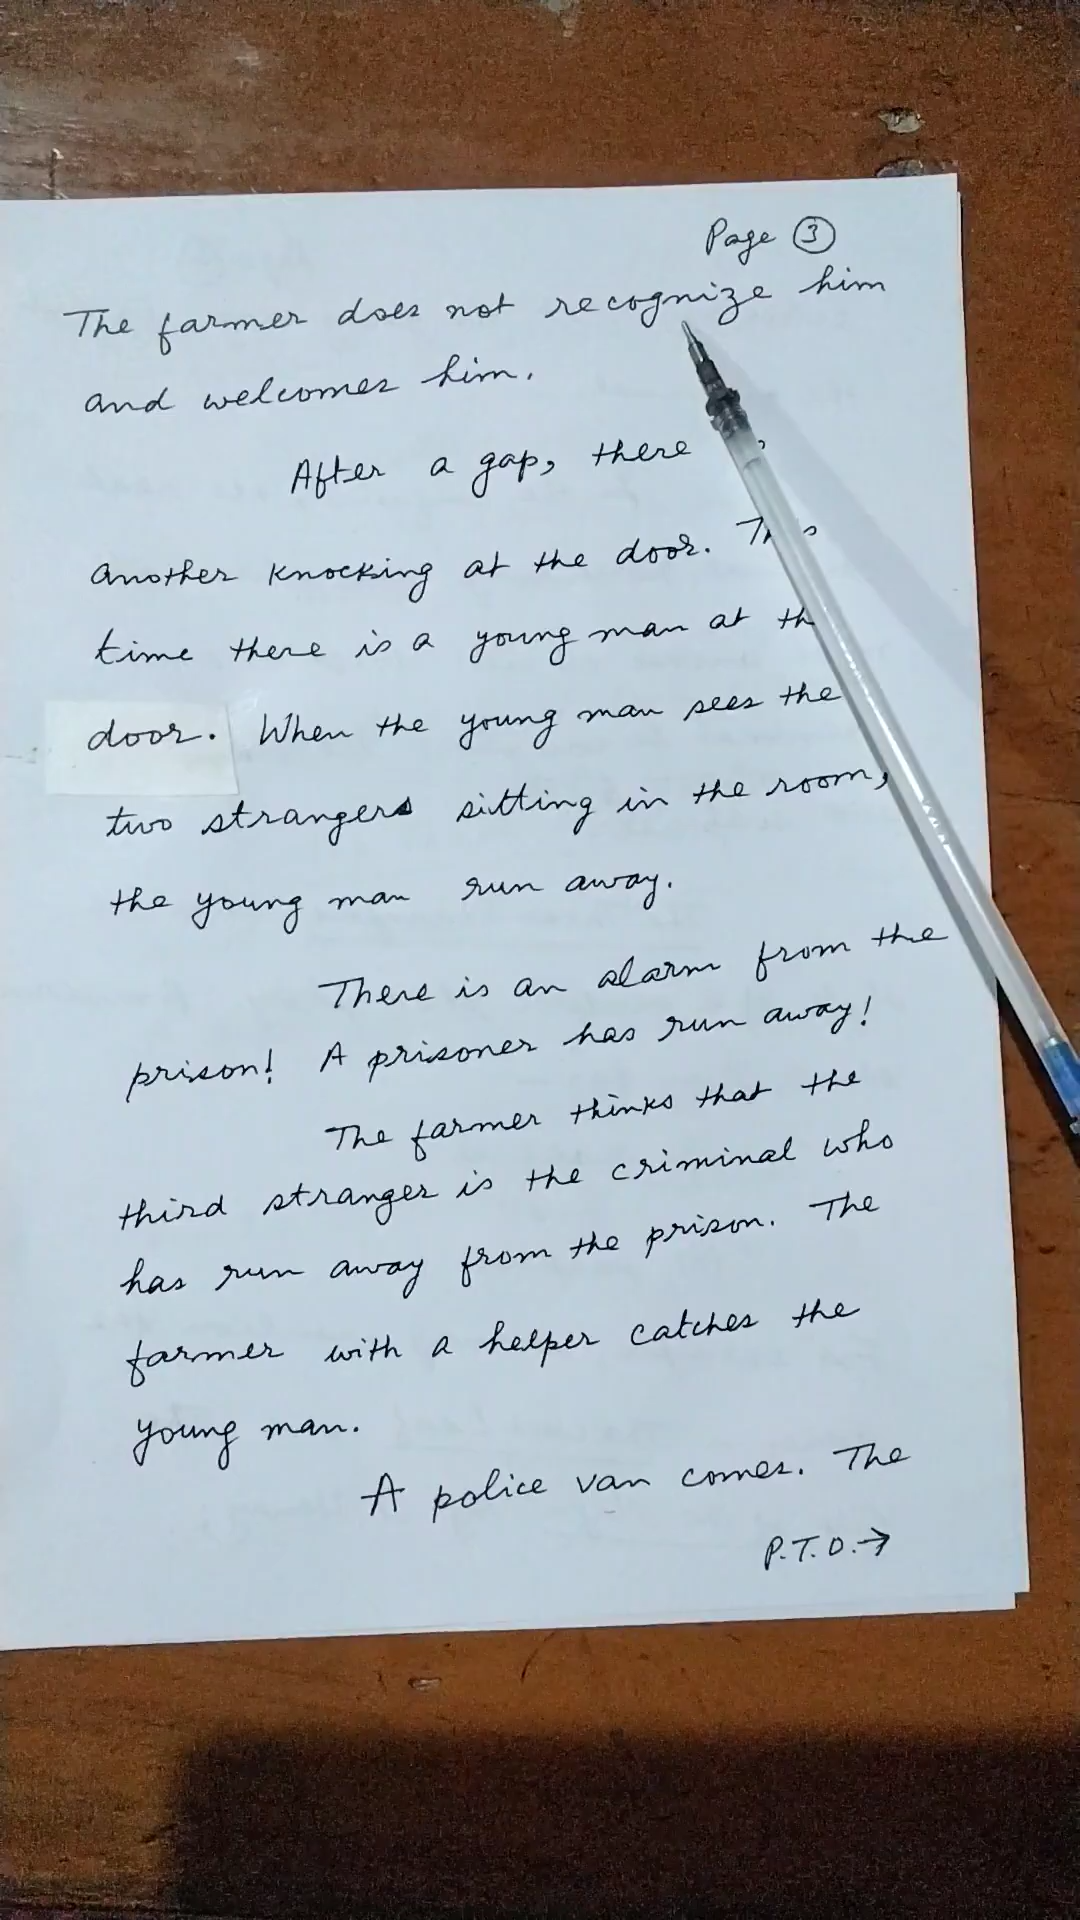 Page 3
The farmer does not recognize him
and welcomes him.
After a gap, there
another knocking at the door.
time there is a young man at
door. When the young man sees the
two strangers sitting in the room,
the young man run away.
There is an alarm from the
prison! A prisoner has run away!
The farmer thinks that the
third stranger is the criminal who
has run away from the prison. The
farmer with a helper catches the
young man.
A police van comes. The
P.T.O.→